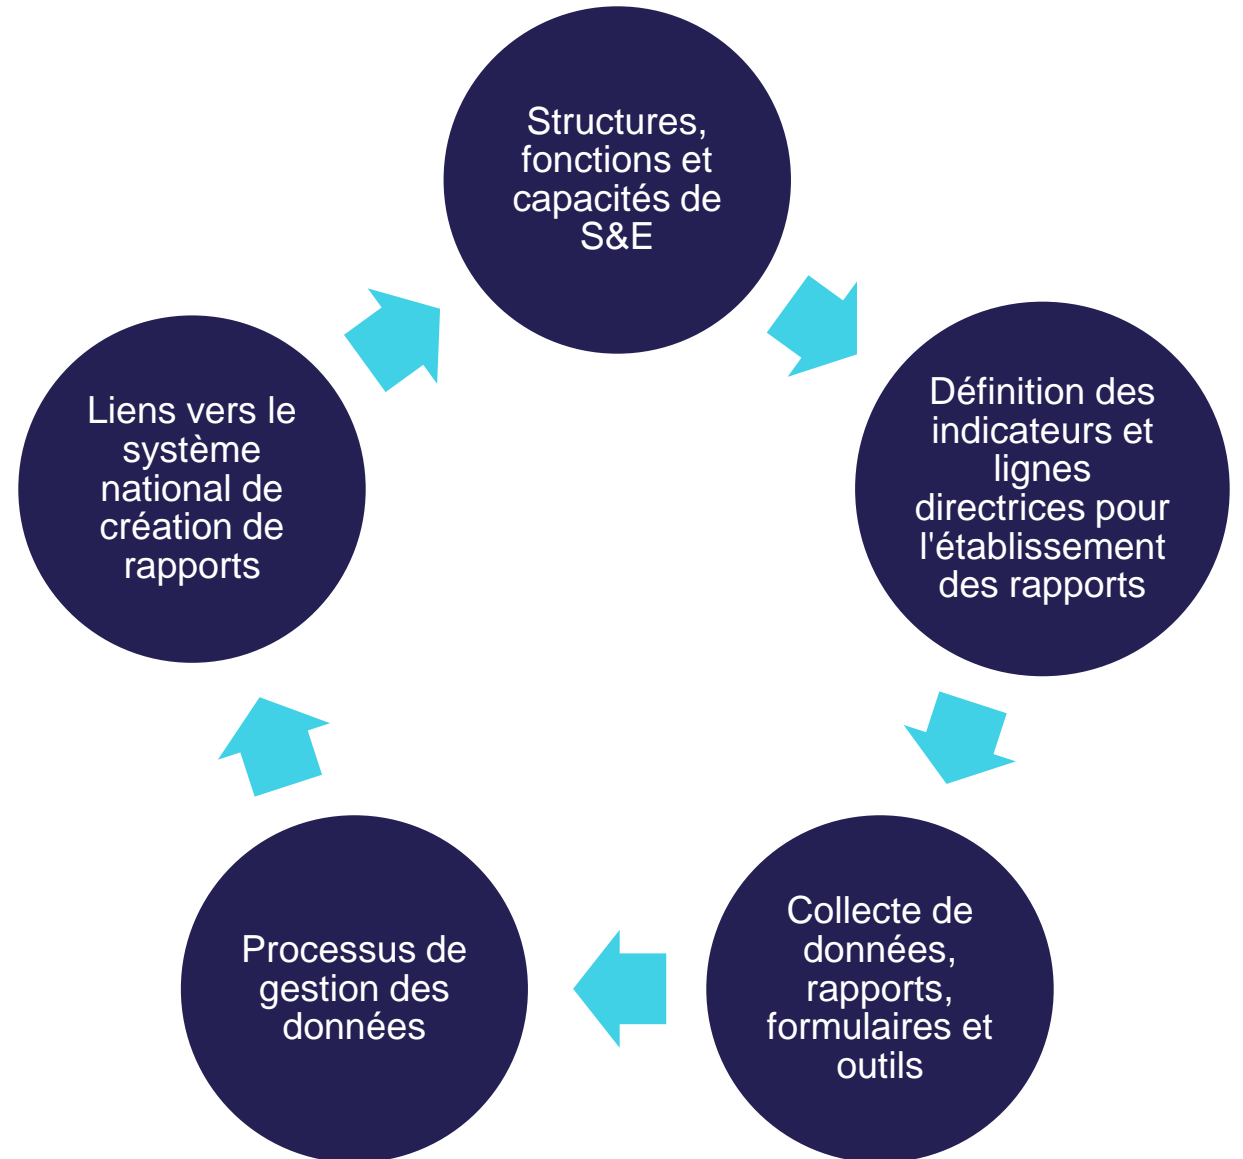 Structures,
fonctions et
capacités de
S&E
Définition des
indicateurs et
lignes
directrices pour
l'établissement
des rapports
Collecte de
données,
rapports,
formulaires et
outils
Processus de
gestion des
données
Liens vers le
système
national de
création de
rapports